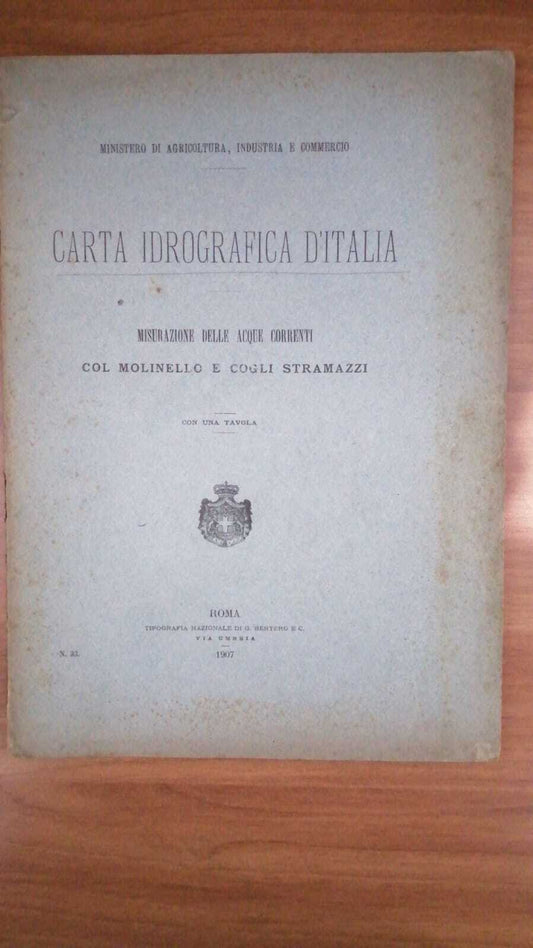 MINISTERO DI AGRICOLTURA, INDUSTRIA E COMMERCIO
CARTA IDROGRAFICA D'ITALIA
MISURAZIONE DELLE ACQUE CORRENTI
COL MOLINELLO E COGLI STRAMAZZI
CON UNA TAVOLA
ROMA
TIPOGRAFIA NAZIONALE DI G. BERTERO E C.
VIA UMBRIA
N. 33.
1907